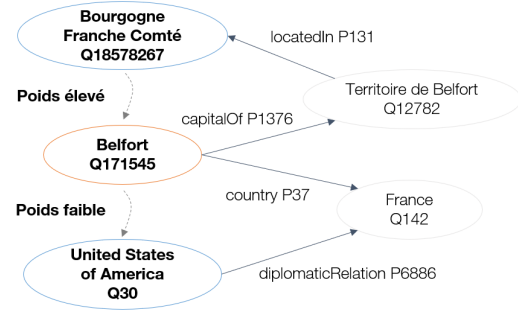 Bourgogne
Franche Comté
Q18578267
locatedIn P131
Poids élevé
Territoire de Belfort
Q12782
capitalOf P1376
Belfort
Q171545
country P37
France
Q142
Poids faible
United States
of America
Q30
diplomaticRelation P6886